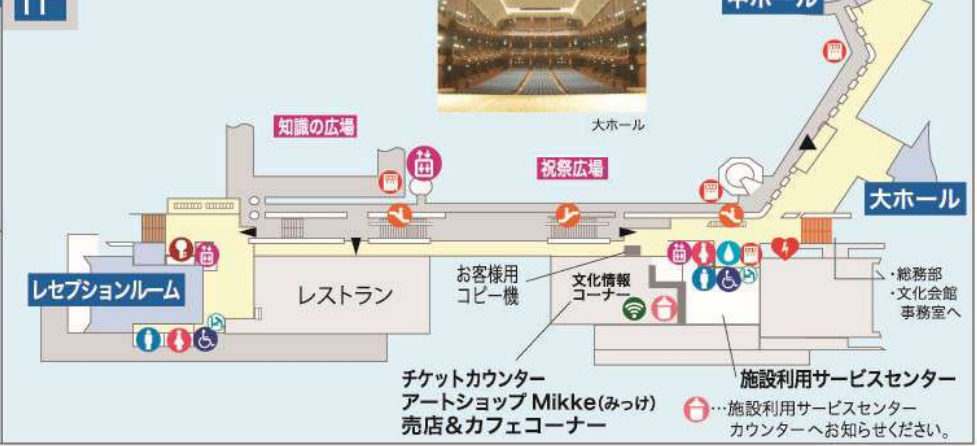 大ホール
知識の広場
祝祭広場
大ホール
レセプションルーム
レストラン
お客様用
コピー機
文化情報
コーナー
・総務部
・文化会館
事務室へ
チケットカウンター
アートショップ Mikke(みっけ)
売店&カフェコーナー
施設利用サービスセンター
…施設利用サービスセンター
カウンターへお知らせください。